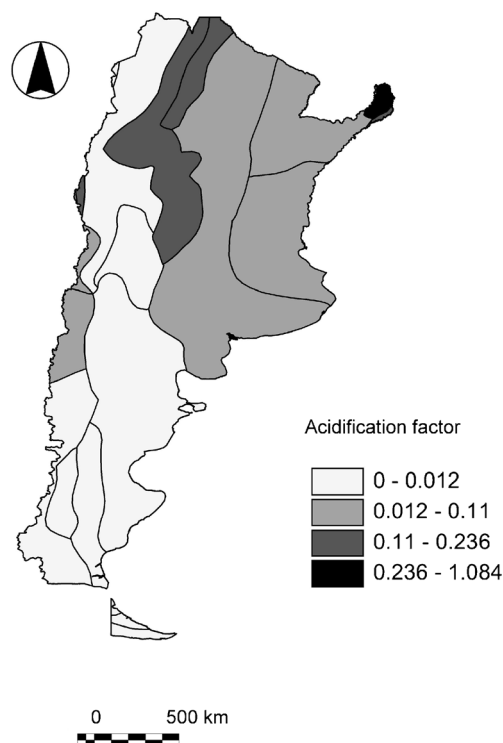 Acidification factor
0 - 0.012
0.012 - 0.11
0.11 - 0.236
0.236 - 1.084
0 500 km